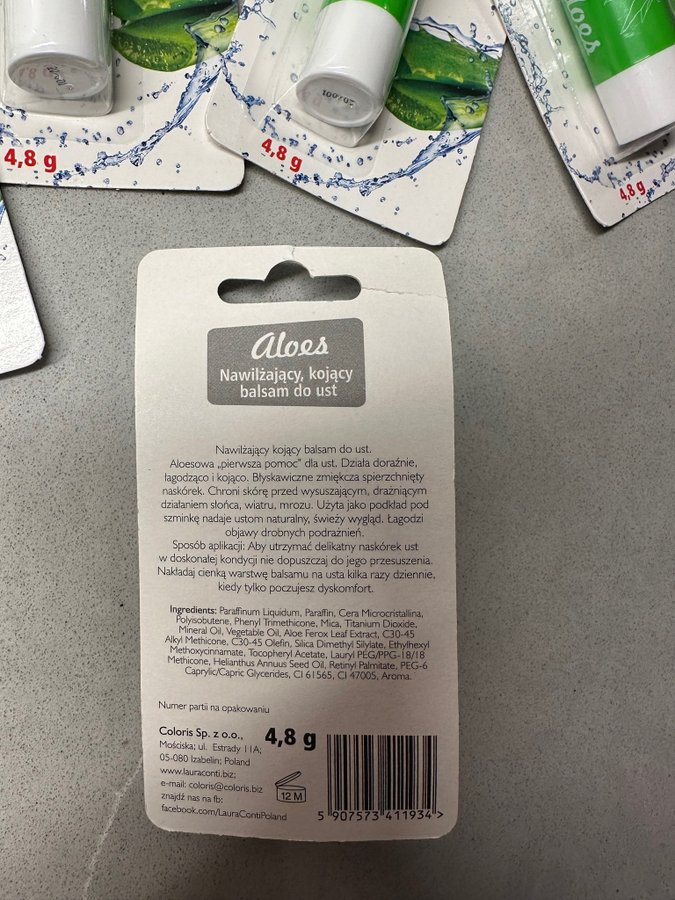 4,8 g
100701
4,8 g
aloes
4,8 g
aloes
Nawilżający, kojący
balsam do ust
Nawilżający kojący balsam do ust.
Aloesowa „pierwsza pomoc" dla ust. Działa doraźnie,
łagodząco i kojąco. Błyskawiczne zmiękcza spierzchnięty
naskórek. Chroni skórę przed wysuszającym, drażniącym
działaniem słońca, wiatru, mrozu. Użyta jako podkład pod
szminkę nadaje ustom naturalny, świeży wygląd. Łagodzi
objawy drobnych podrażnień.
Sposób aplikacji: Aby utrzymać delikatny naskórek ust
w doskonałej kondycji nie dopuszczaj do jego przesuszenia.
Nakładaj cienką warstwę balsamu na usta kilka razy dziennie,
kiedy tylko poczujesz dyskomfort.
Ingredients: Paraffinum Liquidum, Paraffin, Cera Microcristallina,
Polyisobutene, Phenyl Trimethicone, Mica, Titanium Dioxide,
Mineral Oil, Vegetable Oil, Aloe Ferox Leaf Extract, C30-45
Alkyl Methicone, C30-45 Olefin, Silica Dimethyl Silylate, Ethylhexyl
Methoxycinnamate, Tocopheryl Acetate, Lauryl PEG/PPG-18/18
Methicone, Helianthus Annuus Seed Oil, Retinyl Palmitate, PEG-6
Caprylic/Capric Glycerides, CI 61565, CI 47005, Aroma.
Numer partii na opakowaniu
Coloris Sp. z o.o.,
Mościska; ul. Estrady 11A;
05-080 Izabelin; Poland
www.lauraconti.biz;
e-mail: coloris@coloris.biz
znajdź nas na fb:
facebook.com/LauraContiPoland
4,8 g
12 M
5 907573 411934 >